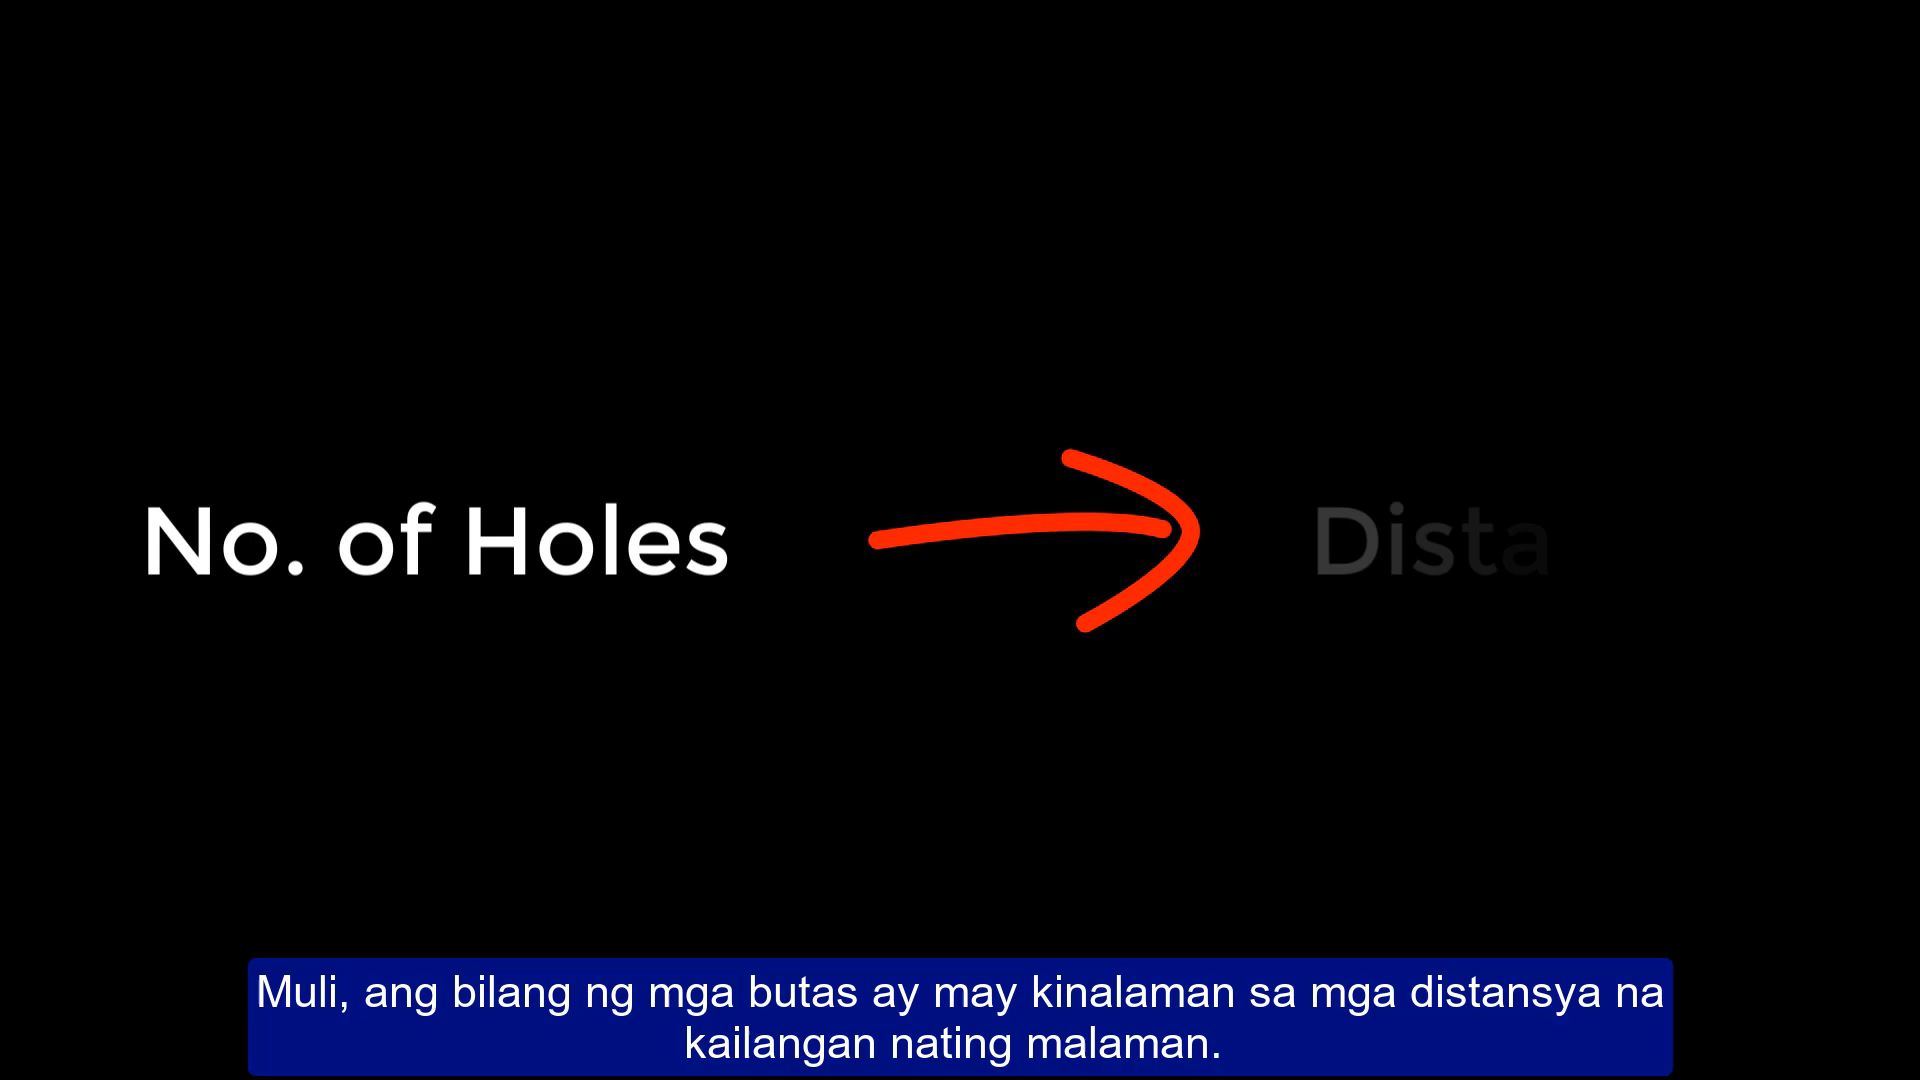 No. of Holes
Dista
Muli, ang bilang ng mga butas ay may kinalaman sa mga distansya na
kailangan nating malaman.